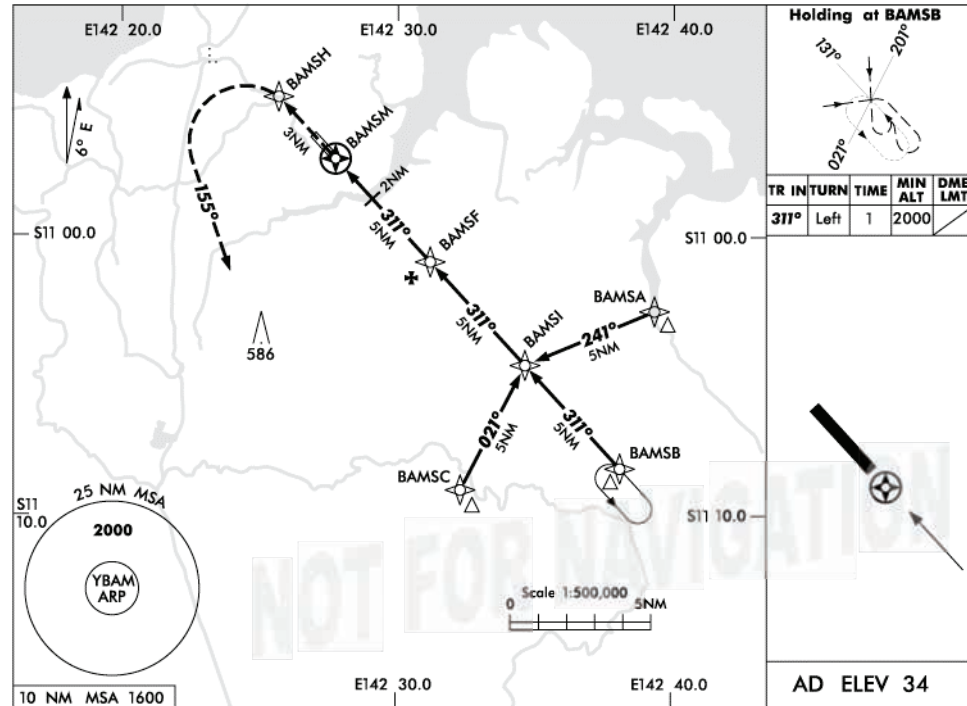 E142 20.0
E142 30.0
E142 40.0
Holding at BAMSB
131°
201°
021°
TR IN TURN TIME MIN ALT DME LMT
311° Left 1 2000
6° E
BAMSH
BAMSM
3NM
2NM
155°
311°
5NM
BAMSF
S11 00.0
S11 00.0
BAMSA
BAMSI
311°
5NM
241°
5NM
586
021°
5NM
311°
5NM
BAMSC
BAMSB
S11
10.0
S11 10.0
25 NM MSA
2000
YBAM
ARP
NOT FOR NAVIGATION
Scale 1:500,000
0 5NM
E142 30.0
E142 40.0
10 NM MSA 1600
AD ELEV 34